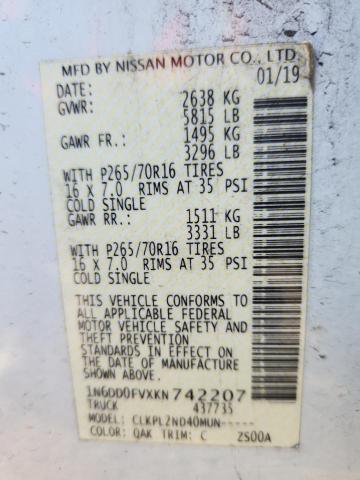 MFD BY NISSAN MOTOR CO., LTD.
DATE: 01/19
GVWR: 2638 KG
5815 LB
GAWR FR.: 1495 KG
3296 LB
WITH P265/70R16 TIRES
16 X 7.0 RIMS AT 35 PSI
COLD SINGLE
GAWR RR.: 1511 KG
3331 LB
WITH P265/70R16 TIRES
16 X 7.0 RIMS AT 35 PSI
COLD SINGLE
THIS VEHICLE CONFORMS TO
ALL APPLICABLE FEDERAL
MOTOR VEHICLE SAFETY AND
THEFT PREVENTION
STANDARDS IN EFFECT ON
THE DATE OF MANUFACTURE
ABOVE.
1N6DD0FVXKN742207
TRUCK 437735
MODEL: CLKPLZND40MUN-----
COLOR: QAK TRIM: C ZS00A